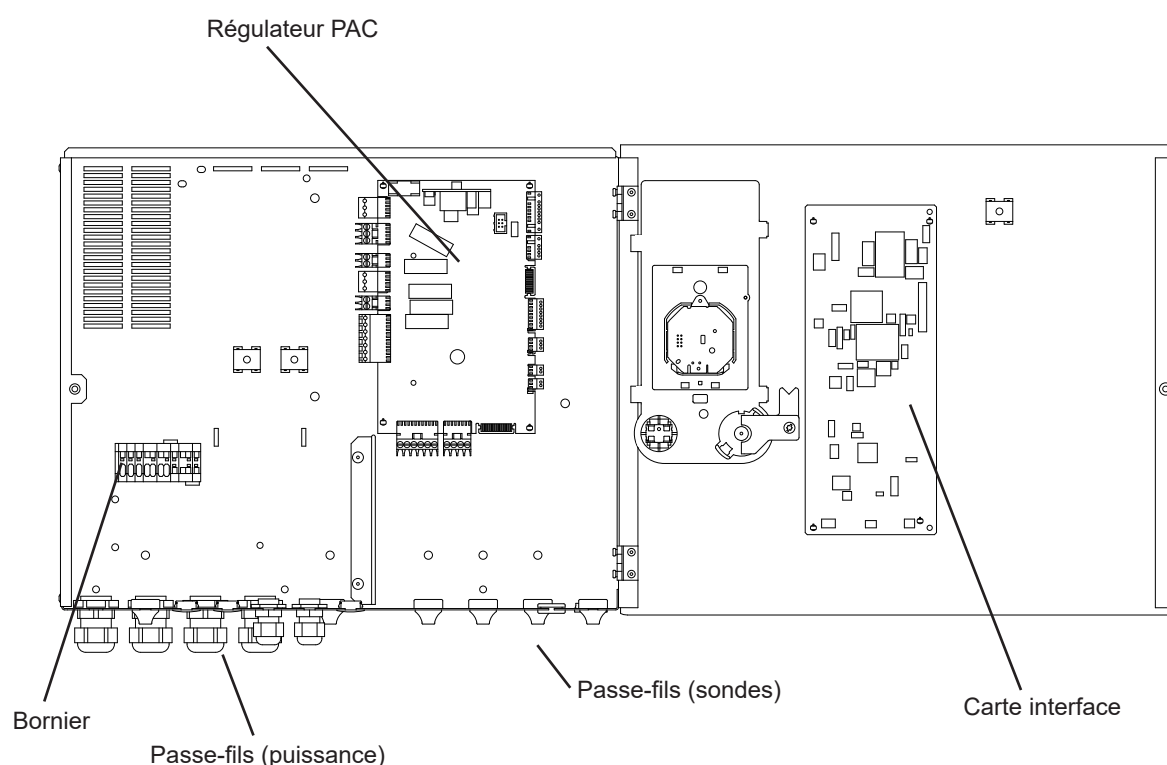 Régulateur PAC
Passe-fils (sondes)
Carte interface
Bornier
Passe-fils (puissance)